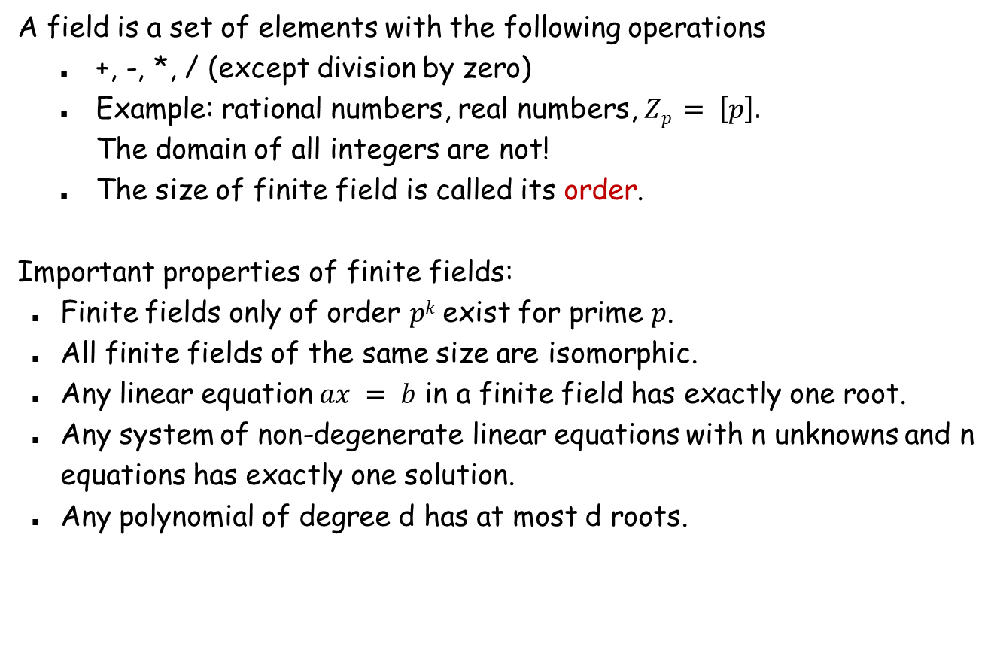 A field is a set of elements with the following operations
▪ +, -, *, / (except division by zero)
▪ Example: rational numbers, real numbers, Zₚ = [p].
The domain of all integers are not!
▪ The size of finite field is called its order.
Important properties of finite fields:
▪ Finite fields only of order pᵏ exist for prime p.
▪ All finite fields of the same size are isomorphic.
▪ Any linear equation ax = b in a finite field has exactly one root.
▪ Any system of non-degenerate linear equations with n unknowns and n
equations has exactly one solution.
▪ Any polynomial of degree d has at most d roots.